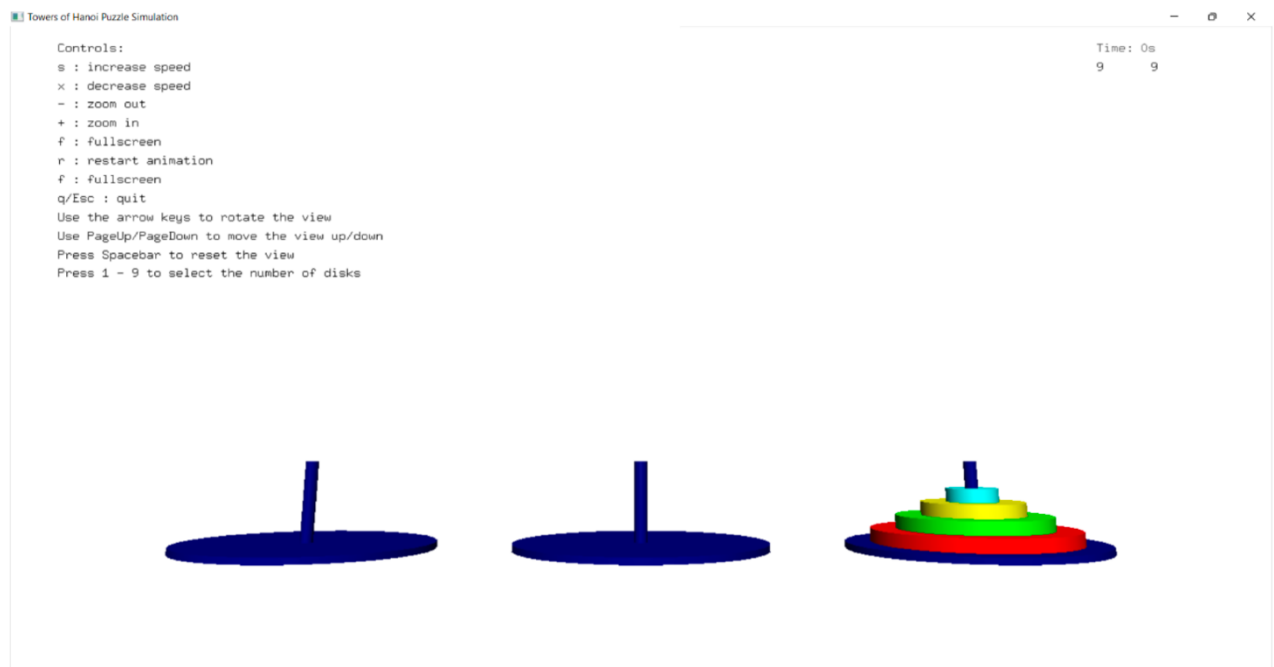 Towers of Hanoi Puzzle Simulation
Controls:
s : increase speed
x : decrease speed
- : zoom out
+ : zoom in
f : fullscreen
r : restart animation
f : fullscreen
q/Esc : quit
Use the arrow keys to rotate the view
Use PageUp/PageDown to move the view up/down
Press Spacebar to reset the view
Press 1 - 9 to select the number of disks
Time: 0s
9 9